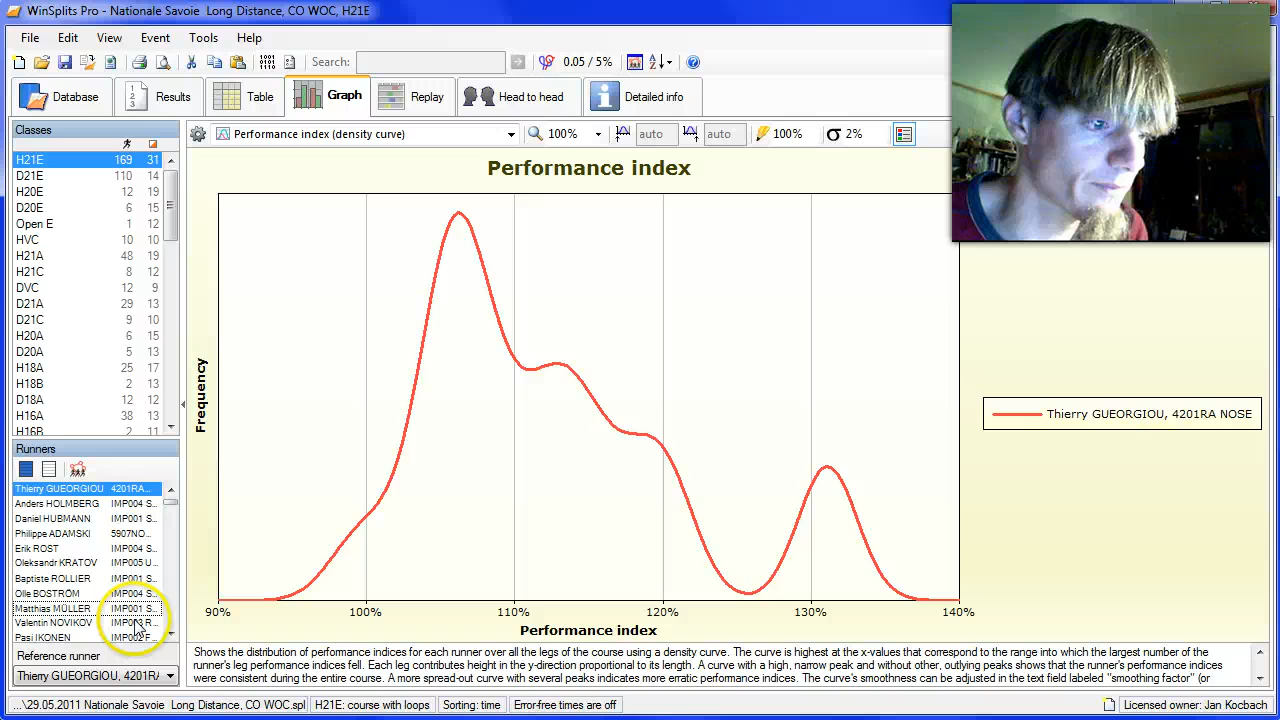 WinSplits Pro - Nationale Savoie  Long Distance, CO WOC, H21E
File Edit View Event Tools Help
Search: 0.05 / 5%
Database Results Table Graph Replay Head to head Detailed info
Classes
Performance index (density curve) 100% auto auto 100% σ 2%
H21E 169 31
D21E 110 14
H20E 12 19
D20E 6 15
Open E 1 12
HVC 10 10
H21A 48 19
H21C 8 12
DVC 12 9
D21A 29 13
D21C 9 10
H20A 6 15
D20A 5 13
H18A 25 17
H18B 2 13
D18A 12 12
H16A 38 13
H16B 2 11
Runners
Thierry GUEORGIOU 4201RA...
Anders HOLMBERG IMP004 S...
Daniel HUBMANN IMP001 S...
Philippe ADAMSKI 5907NO...
Erik ROST IMP004 S...
Oleksandr KRATOV IMP005 U...
Baptiste ROLLIER IMP001 S...
Olle BOSTRÖM IMP004 S...
Matthias MÜLLER IMP001 S...
Valentin NOVIKOV IMP003 R...
Pasi IKONEN IMP002 F...
Reference runner
Thierry GUEORGIOU, 4201RA
Performance index
Frequency
90% 100% 110% 120% 130% 140%
Performance index
Thierry GUEORGIOU, 4201RA NOSE
Shows the distribution of performance indices for each runner over all the legs of the course using a density curve. The curve is highest at the x-values that correspond to the range into which the largest number of the
runner's leg performance indices fell. Each leg contributes height in the y-direction proportional to its length. A curve with a high, narrow peak and without other, outlying peaks shows that the runner's performance indices
were consistent during the entire course. A more spread-out curve with several peaks indicates more erratic performance indices. The curve's smoothness can be adjusted in the text field labeled "smoothing factor" (or
...\29.05.2011 Nationale Savoie  Long Distance, CO WOC.spl H21E: course with loops Sorting: time Error-free times are off Licensed owner: Jan Kocbach